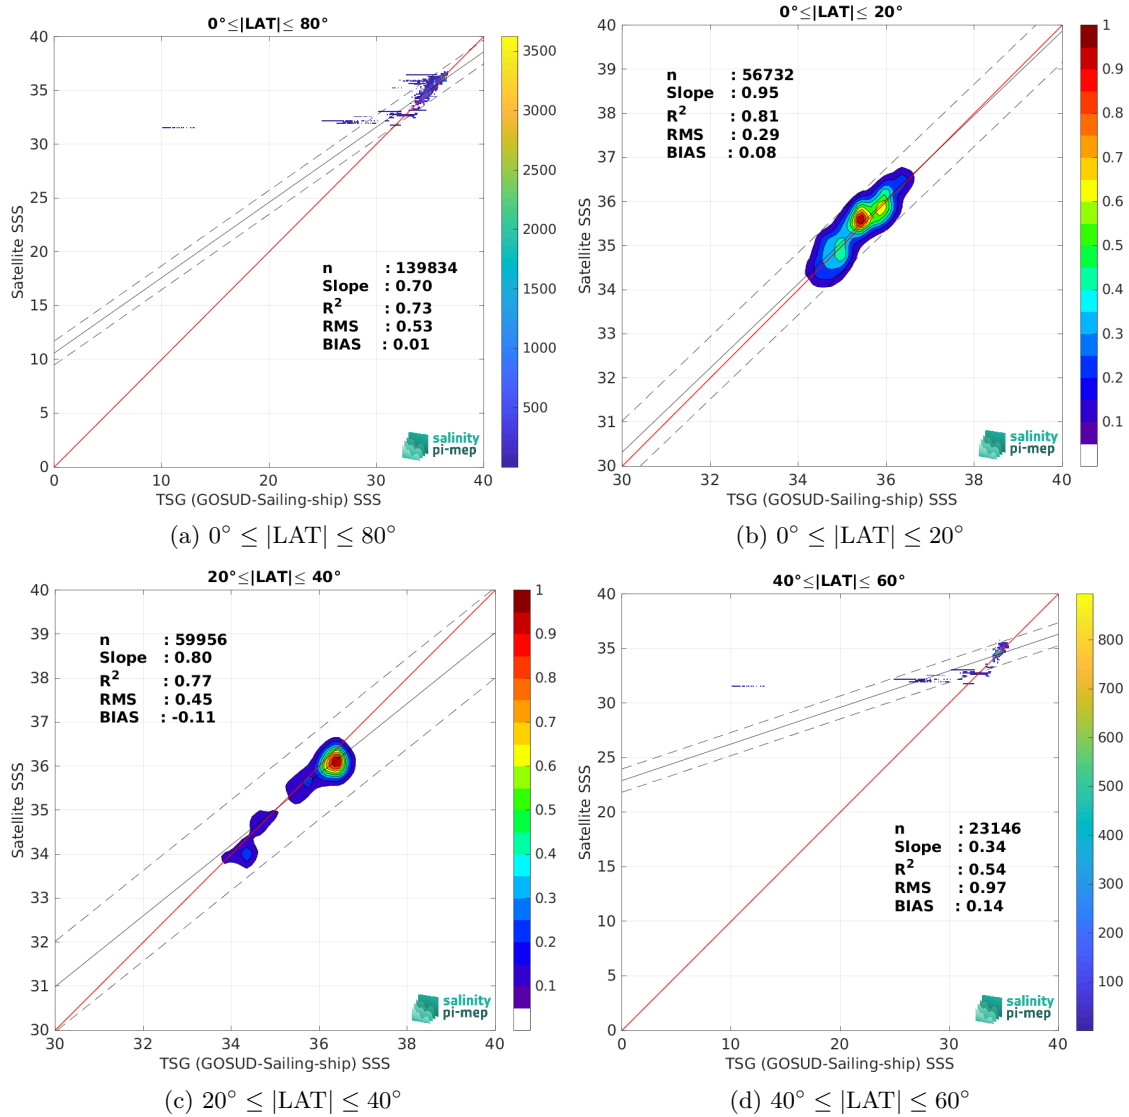 0°≤|LAT|≤ 80°
40
35
30
25
20
15
10
5
0
Satellite SSS
n : 139834
Slope : 0.70
R² : 0.73
RMS : 0.53
BIAS : 0.01
salinity
pi-mep
0 10 20 30 40
TSG (GOSUD-Sailing-ship) SSS
3500
3000
2500
2000
1500
1000
500
(a) 0° ≤ |LAT| ≤ 80°
0°≤|LAT|≤ 20°
40
39
38
37
36
35
34
33
32
31
30
Satellite SSS
n : 56732
Slope : 0.95
R² : 0.81
RMS : 0.29
BIAS : 0.08
salinity
pi-mep
30 32 34 36 38 40
TSG (GOSUD-Sailing-ship) SSS
1
0.9
0.8
0.7
0.6
0.5
0.4
0.3
0.2
0.1
(b) 0° ≤ |LAT| ≤ 20°
20°≤|LAT|≤ 40°
40
39
38
37
36
35
34
33
32
31
30
Satellite SSS
n : 59956
Slope : 0.80
R² : 0.77
RMS : 0.45
BIAS : -0.11
salinity
pi-mep
30 32 34 36 38 40
TSG (GOSUD-Sailing-ship) SSS
1
0.9
0.8
0.7
0.6
0.5
0.4
0.3
0.2
0.1
(c) 20° ≤ |LAT| ≤ 40°
40°≤|LAT|≤ 60°
40
35
30
25
20
15
10
5
0
Satellite SSS
n : 23146
Slope : 0.34
R² : 0.54
RMS : 0.97
BIAS : 0.14
salinity
pi-mep
0 10 20 30 40
TSG (GOSUD-Sailing-ship) SSS
800
700
600
500
400
300
200
100
(d) 40° ≤ |LAT| ≤ 60°